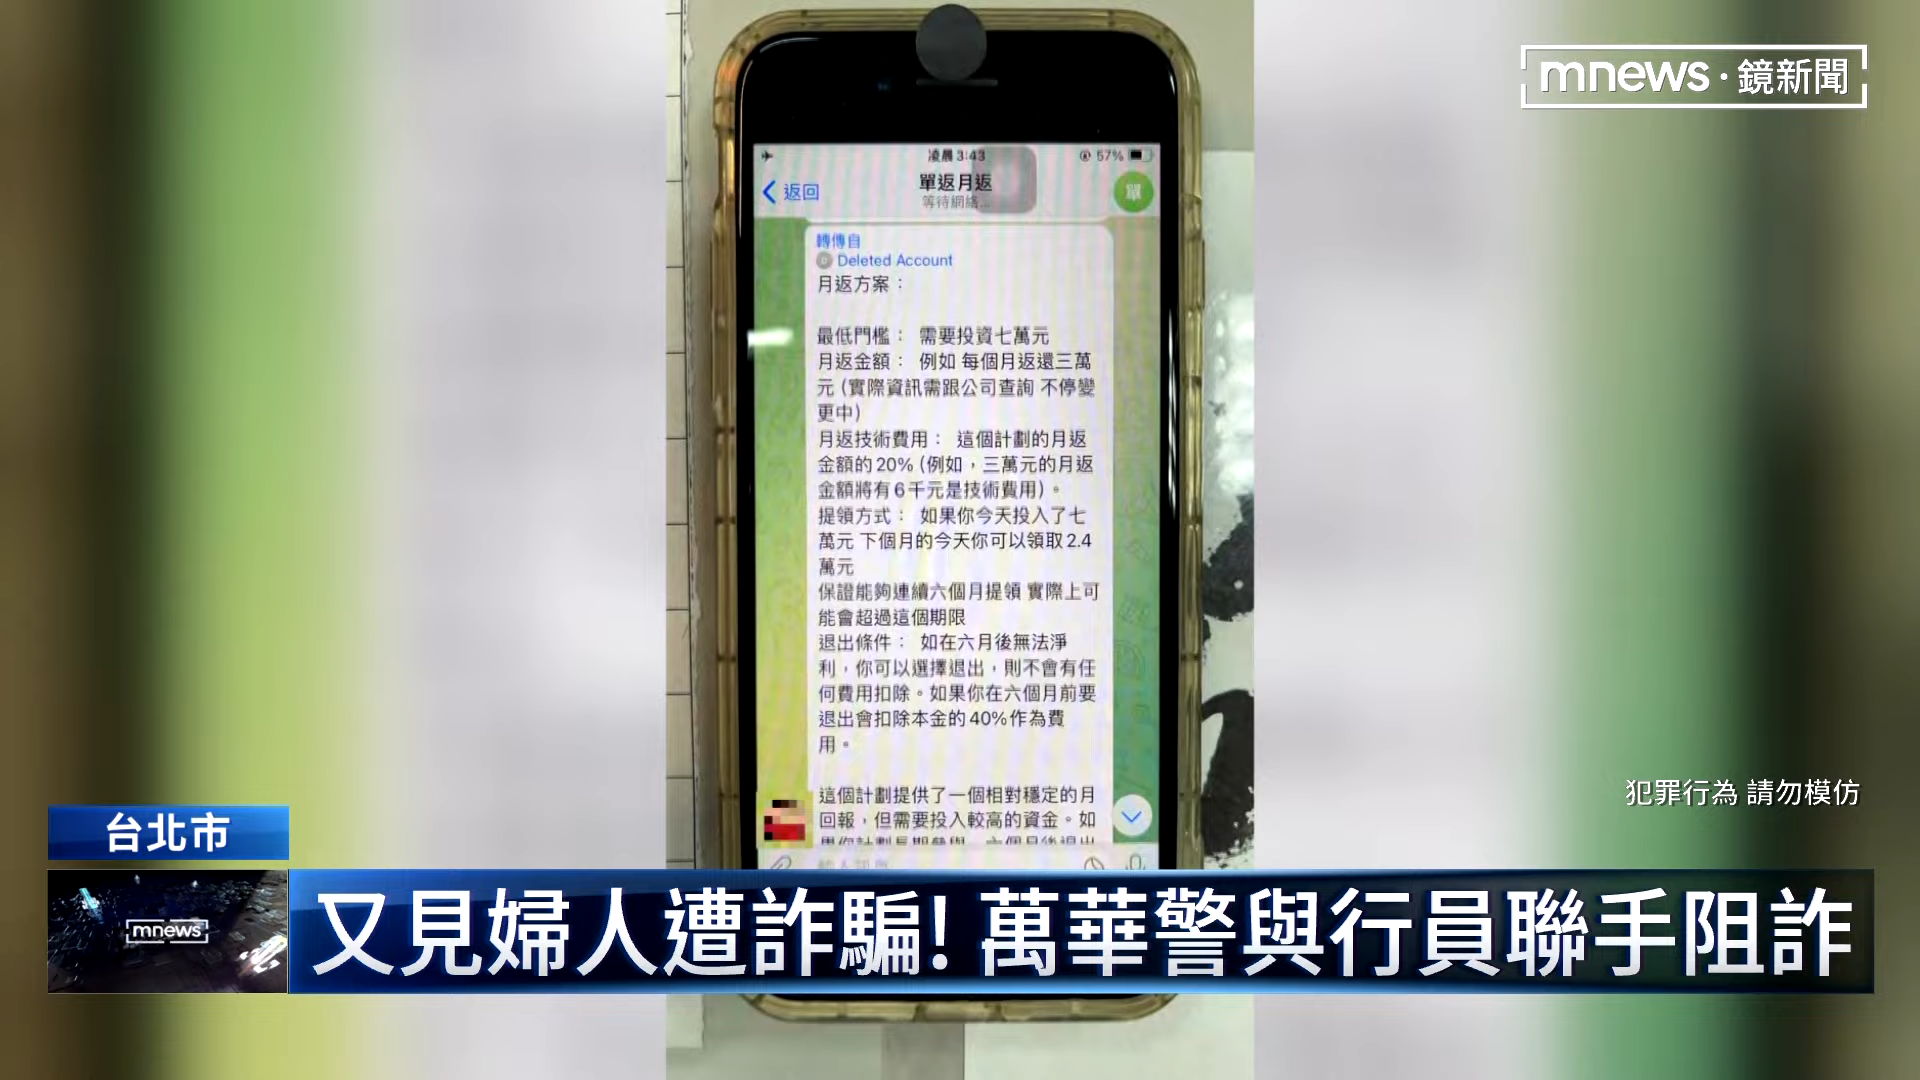 mnews·鏡新聞
凌晨3:43
57%
返回
單返月返
等待網絡...
單
轉傳自
D Deleted Account
月返方案：
最低門檻： 需要投資七萬元
月返金額： 例如 每個月返還三萬
元 (實際資訊需跟公司查詢 不停變
更中)
月返技術費用： 這個計劃的月返
金額的20% (例如，三萬元的月返
金額將有6千元是技術費用) 。
提領方式： 如果你今天投入了七
萬元 下個月的今天你可以領取2.4
萬元
保證能夠連續六個月提領 實際上可
能會超過這個期限
退出條件： 如在六月後無法淨
利，你可以選擇退出，則不會有任
何費用扣除。如果你在六個月前要
退出會扣除本金的40%作為費
用。
這個計劃提供了一個相對穩定的月
回報，但需要投入較高的資金。如
犯罪行為 請勿模仿
台北市
mnews
又見婦人遭詐騙! 萬華警與行員聯手阻詐